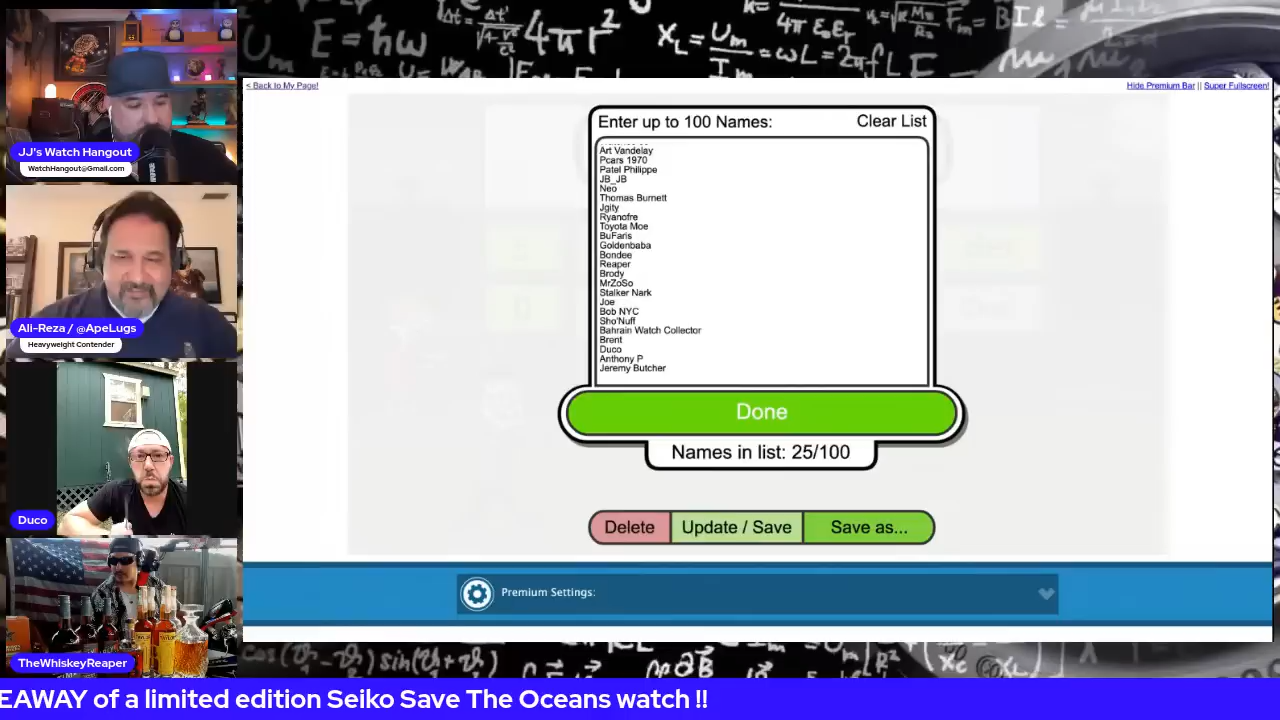 JJ's Watch Hangout
WatchHangout@Gmail.com
Ali-Reza / @ApeLugs
Heavyweight Contender
Duco
TheWhiskeyReaper
< Back to My Page!
Hide Premium Bar || Super Fullscreen!
Enter up to 100 Names:
Clear List
Art Vandelay
Pcars 1970
Patel Philippe
JB_JB
Neo
Thomas Burnett
Jgity
Ryanofre
Toyota Moe
BuFaris
Goldenbaba
Bondee
Reaper
Brody
MrZoSo
Stalker Nark
Joe
Bob NYC
Sho'Nuff
Bahrain Watch Collector
Brent
Duco
Anthony P
Jeremy Butcher
Done
Names in list: 25/100
Delete
Update / Save
Save as...
Premium Settings:
EAWAY of a limited edition Seiko Save The Oceans watch !!